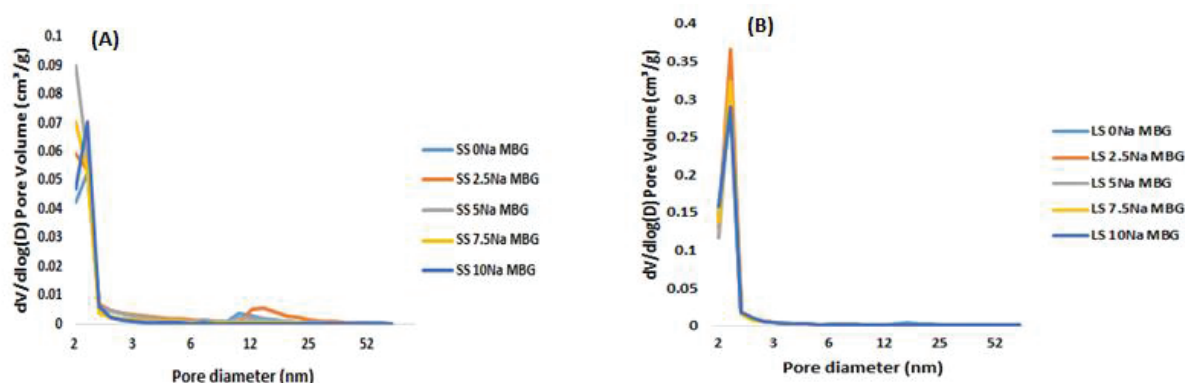 (A)
dV/dlog(D) Pore Volume (cm³/g)
0.1
0.09
0.08
0.07
0.06
0.05
0.04
0.03
0.02
0.01
0
2 3 6 12 25 52
Pore diameter (nm)
SS 0Na MBG
SS 2.5Na MBG
SS 5Na MBG
SS 7.5Na MBG
SS 10Na MBG
(B)
dV/dlog(D) Pore Volume (cm³/g)
0.4
0.35
0.3
0.25
0.2
0.15
0.1
0.05
0
2 3 6 12 25 52
Pore diameter (nm)
LS 0Na MBG
LS 2.5Na MBG
LS 5Na MBG
LS 7.5Na MBG
LS 10Na MBG